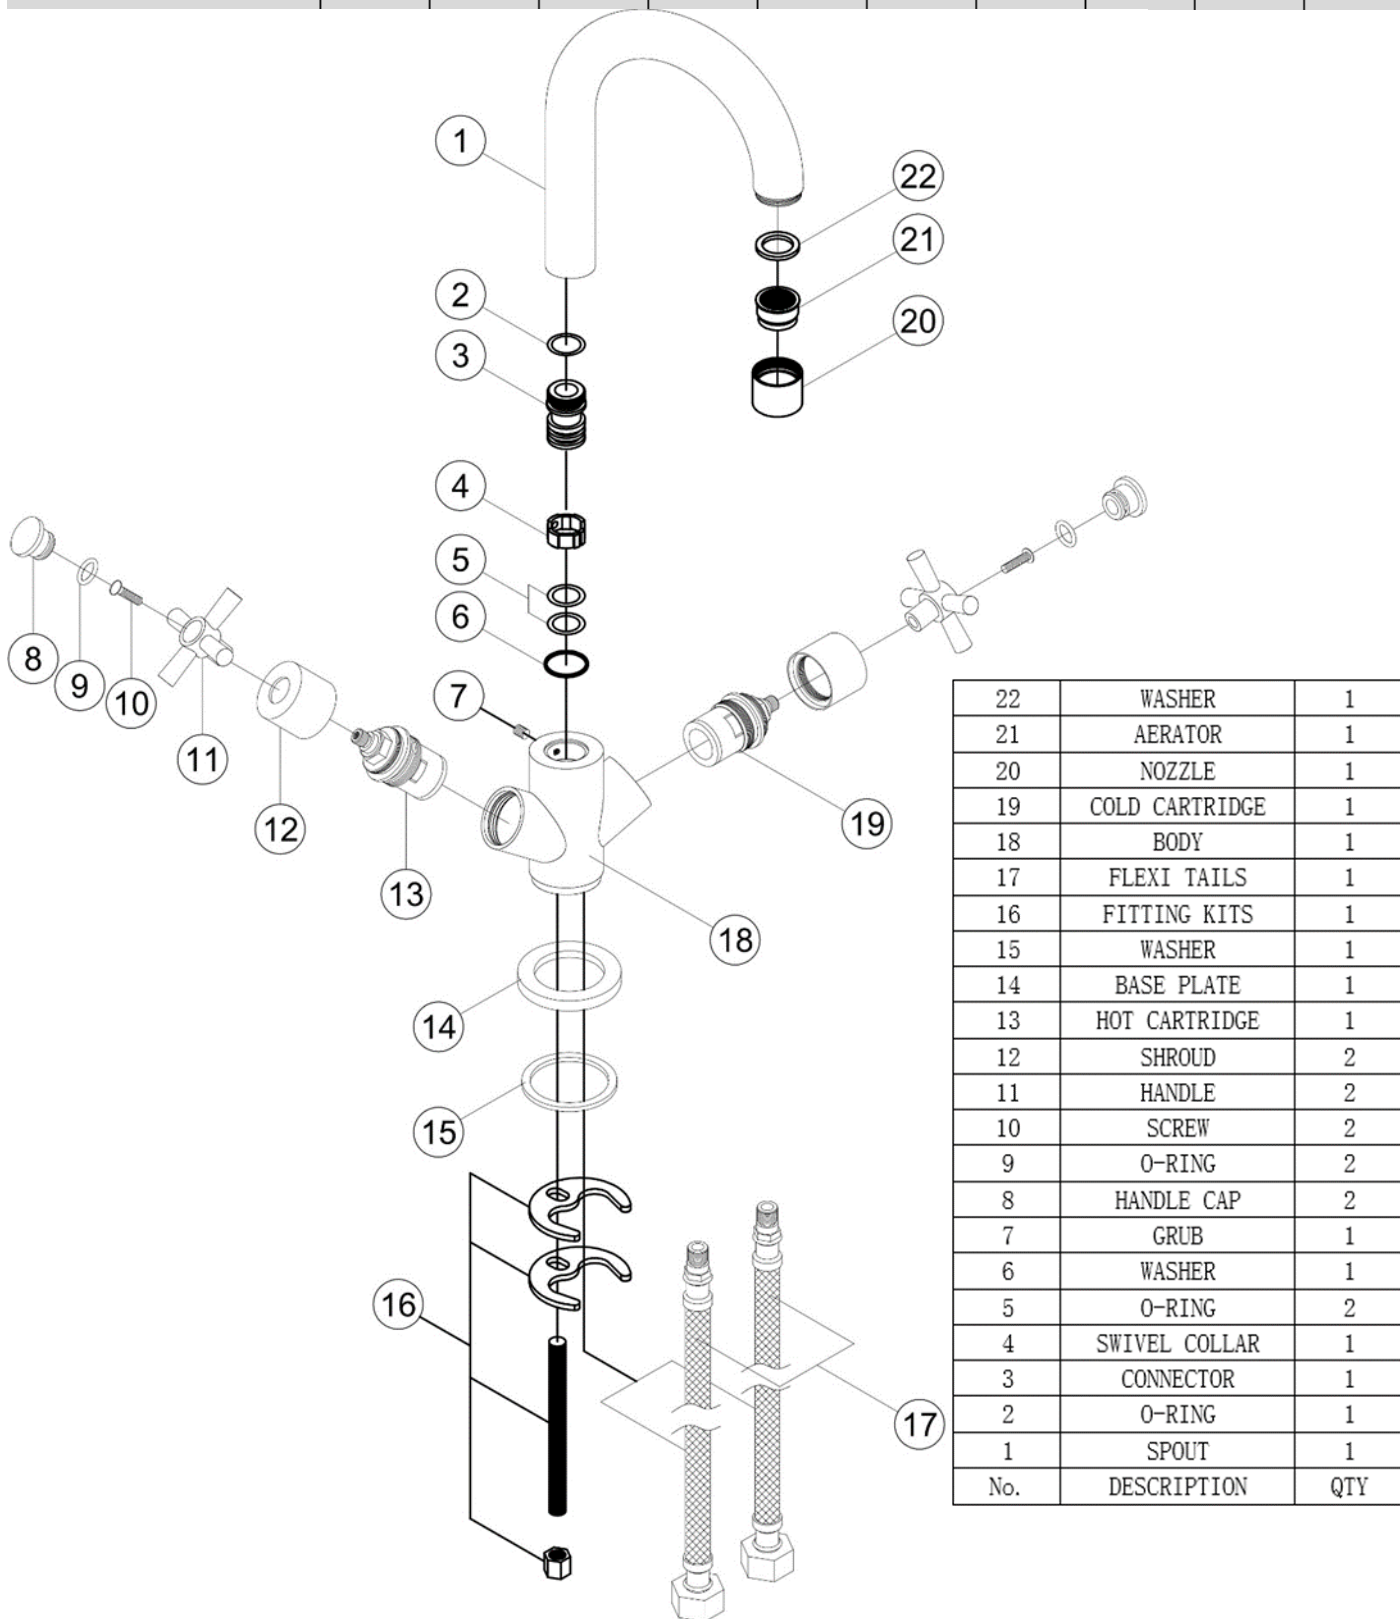 1
22
21
2
20
3
4
5
6
8
9
7
10
11
19
12
13
18
14
15
16
17
22 WASHER 1
21 AERATOR 1
20 NOZZLE 1
19 COLD CARTRIDGE 1
18 BODY 1
17 FLEXI TAILS 1
16 FITTING KITS 1
15 WASHER 1
14 BASE PLATE 1
13 HOT CARTRIDGE 1
12 SHROUD 2
11 HANDLE 2
10 SCREW 2
9 O-RING 2
8 HANDLE CAP 2
7 GRUB 1
6 WASHER 1
5 O-RING 2
4 SWIVEL COLLAR 1
3 CONNECTOR 1
2 O-RING 1
1 SPOUT 1
No. DESCRIPTION QTY